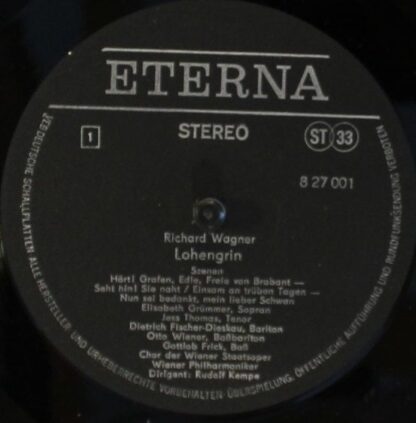 ETERNA
1
STEREO
ST 33
8 27 001
Richard Wagner
Lohengrin
Szenen
Hört! Grafen, Edle, Freie von Brabant —
Seht hin! Sie naht / Einsam in trüben Tagen —
Nun sei bedankt, mein lieber Schwan
Elisabeth Grümmer, Sopran
Jess Thomas, Tenor
Dietrich Fischer-Dieskau, Bariton
Otto Wiener, Baßbariton
Gottlob Frick, Baß
Chor der Wiener Staatsoper
Wiener Philharmoniker
Dirigent: Rudolf Kempe
VEB DEUTSCHE SCHALLPLATTEN · ALLE HERSTELLER- UND URHEBERRECHTE VORBEHALTEN · ÜBERSPIELUNG, ÖFFENTLICHE AUFFÜHRUNG UND RUNDFUNKSENDUNG VERBOTEN